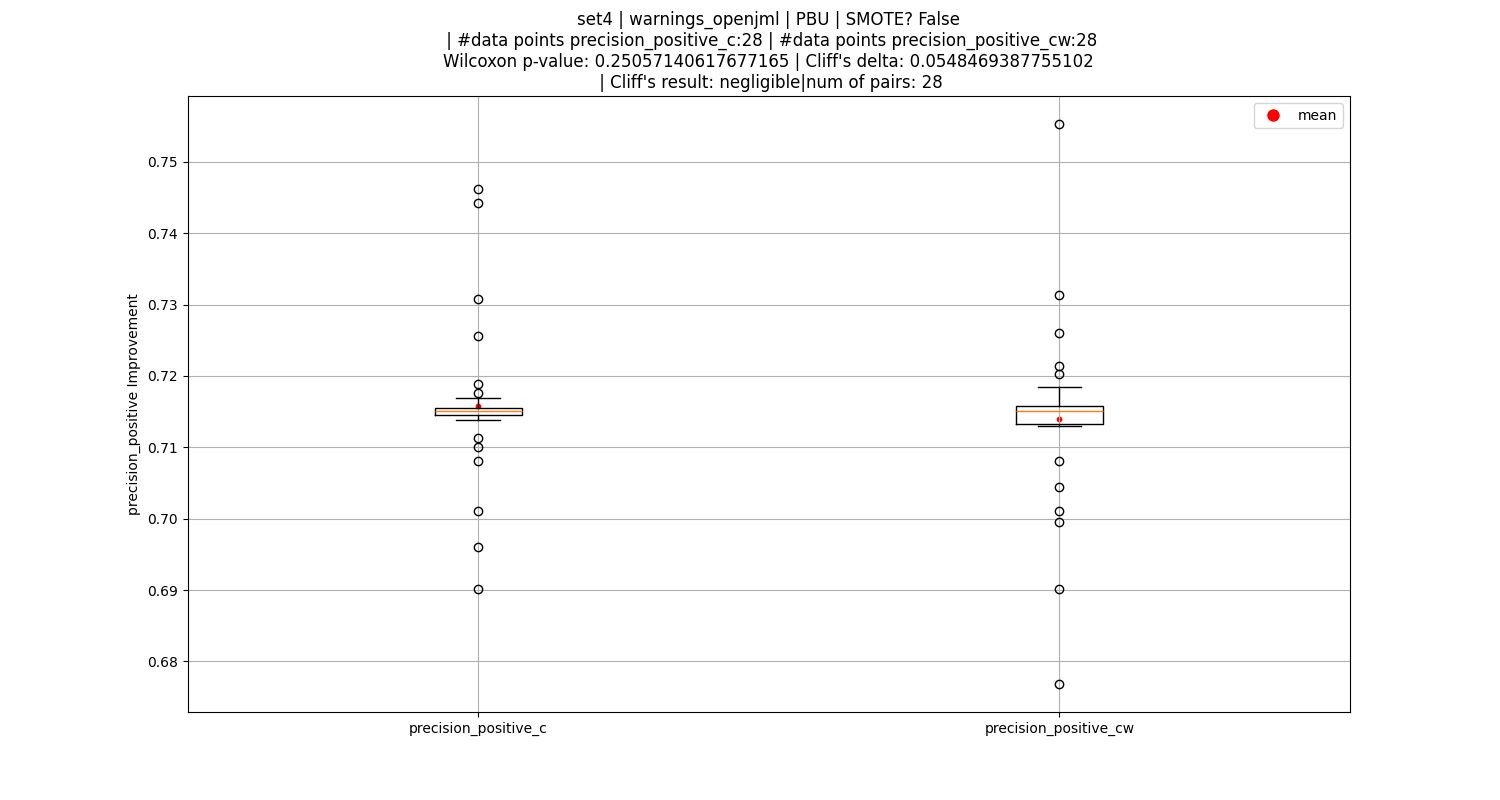 set4 | warnings_openjml | PBU | SMOTE? False
| #data points precision_positive_c:28 | #data points precision_positive_cw:28
Wilcoxon p-value: 0.25057140617677165 | Cliff's delta: 0.0548469387755102
| Cliff's result: negligible|num of pairs: 28
mean
0.75
0.74
0.73
0.72
0.71
0.70
0.69
0.68
precision_positive Improvement
precision_positive_c
precision_positive_cw